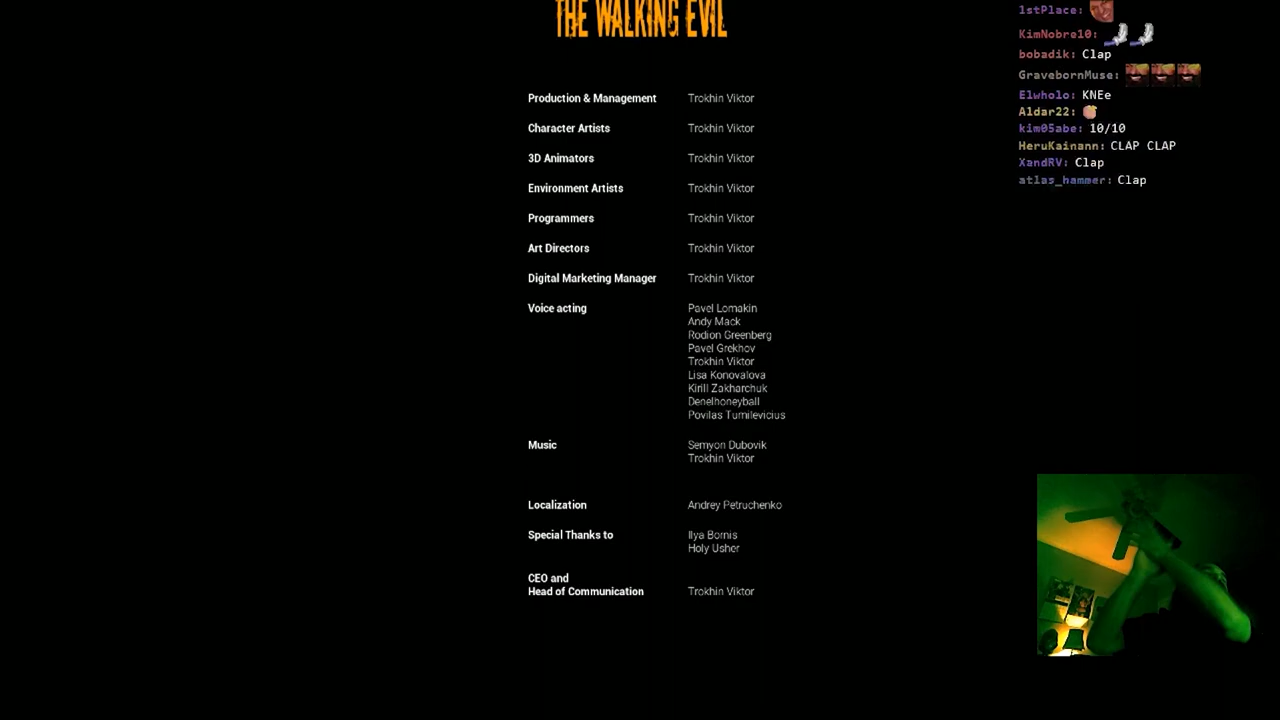 THE WALKING EVIL
Production & Management Trokhin Viktor
Character Artists Trokhin Viktor
3D Animators Trokhin Viktor
Environment Artists Trokhin Viktor
Programmers Trokhin Viktor
Art Directors Trokhin Viktor
Digital Marketing Manager Trokhin Viktor
Voice acting Pavel Lomakin
Andy Mack
Rodion Greenberg
Pavel Grekhov
Trokhin Viktor
Lisa Konovalova
Kirill Zakharchuk
Denelhoneyball
Povilas Tumilevicius
Music Semyon Dubovik
Trokhin Viktor
Localization Andrey Petruchenko
Special Thanks to Ilya Bornis
Holy Usher
CEO and
Head of Communication Trokhin Viktor
1stPlace:
KimNobre10:
bobadik: Clap
GravebornMuse:
Elwholo: KNEe
Aldar22:
kim05abe: 10/10
HeruKainann: CLAP CLAP
XandRV: Clap
atlas_hammer: Clap